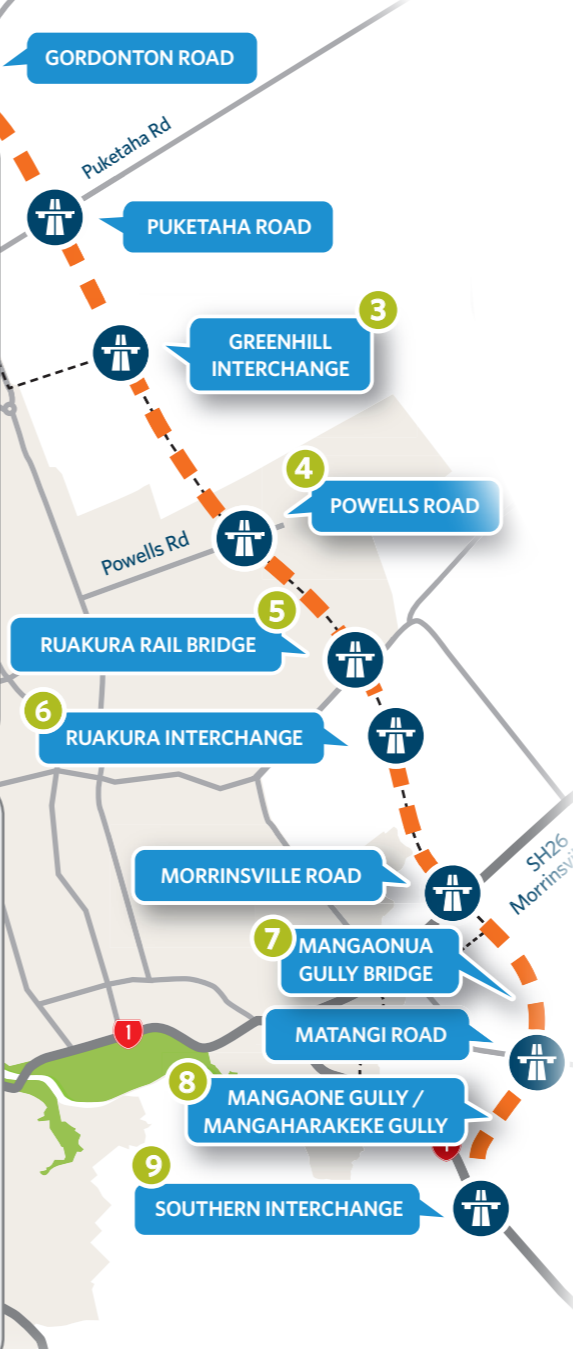 GORDONTON ROAD
Puketaha Rd
PUKETAHA ROAD
3
GREENHILL
INTERCHANGE
4
POWELLS ROAD
Powells Rd
5
RUAKURA RAIL BRIDGE
6
RUAKURA INTERCHANGE
MORRINSVILLE ROAD
SH26
7
MANGAONUA
GULLY BRIDGE
1
MATANGI ROAD
8
MANGAONE GULLY /
MANGAHARAKEKE GULLY
9
SOUTHERN INTERCHANGE